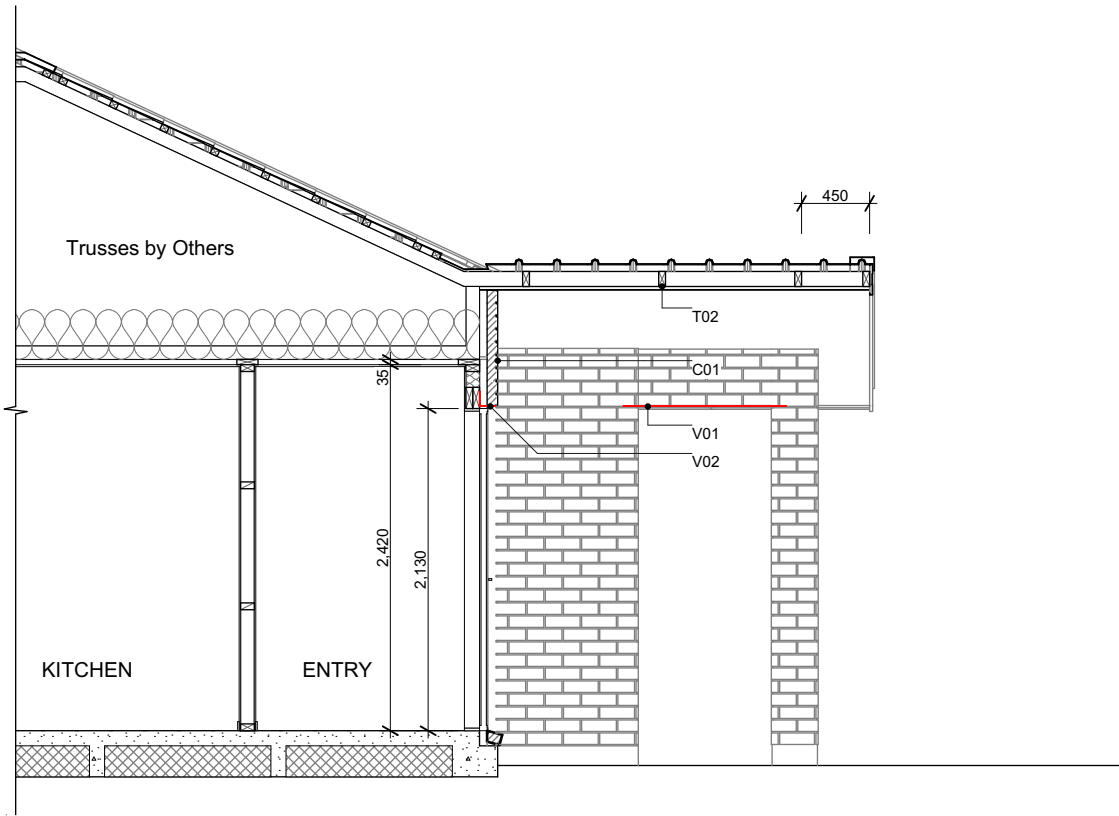 450
Trusses by Others
T02
C01
35
V01
V02
2,420
2,130
KITCHEN
ENTRY